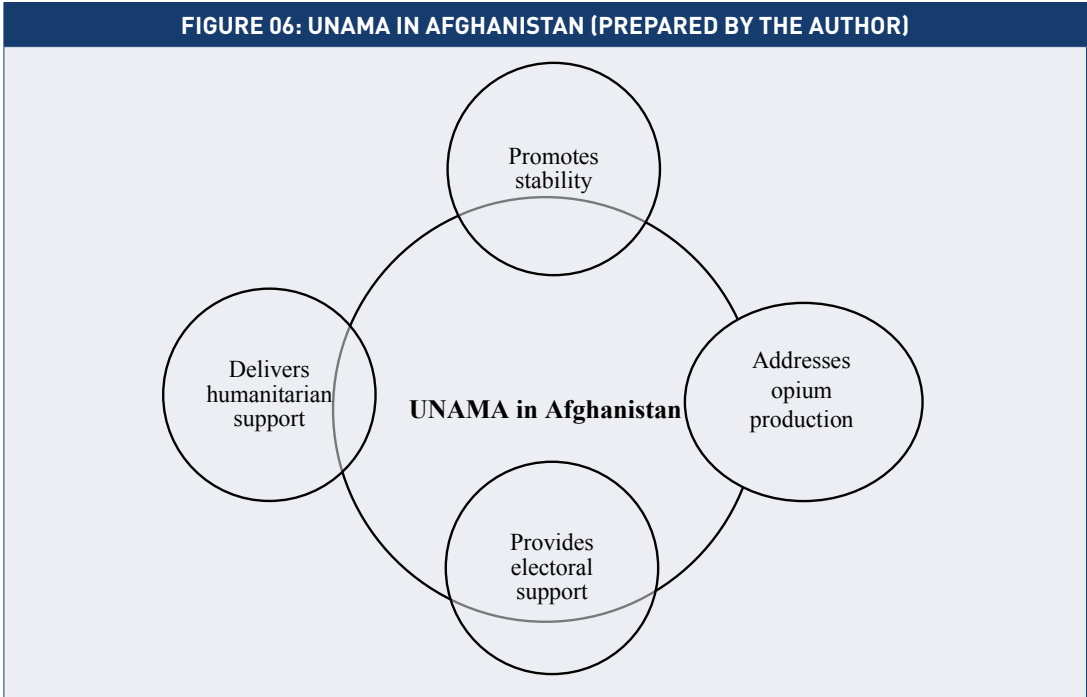 FIGURE 06: UNAMA IN AFGHANISTAN (PREPARED BY THE AUTHOR)
Promotes
stability
Delivers
humanitarian
support
UNAMA in Afghanistan
Addresses
opium
production
Provides
electoral
support